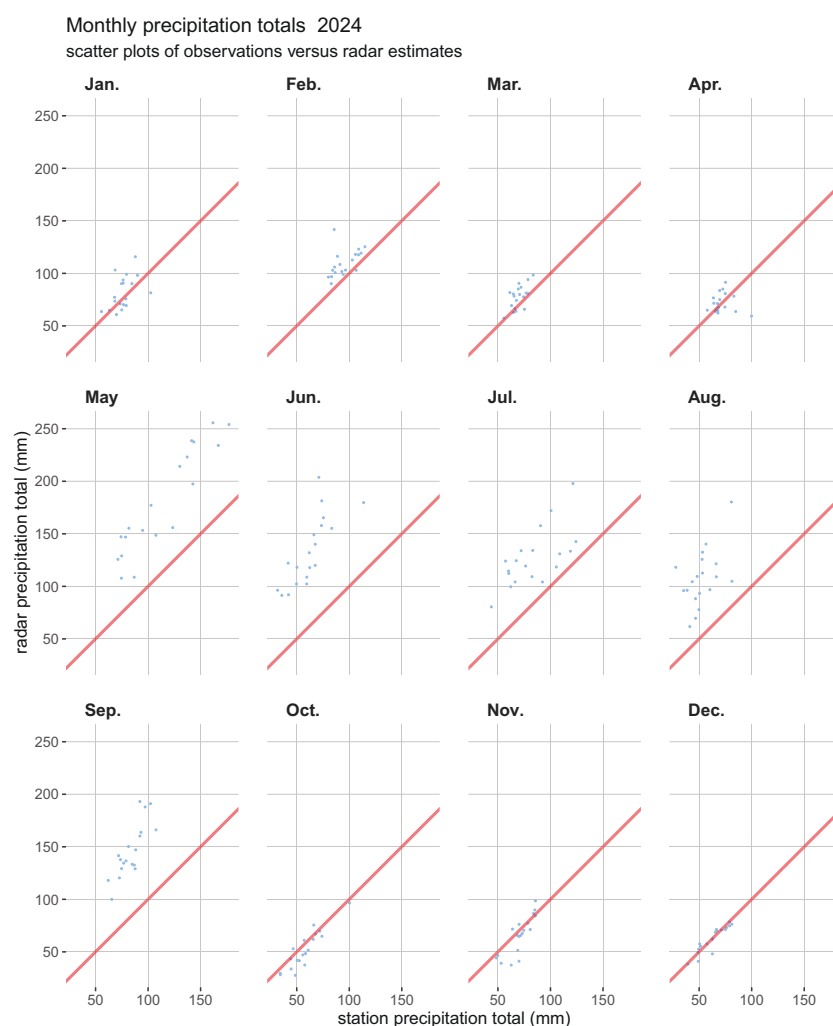 Monthly precipitation totals  2024
scatter plots of observations versus radar estimates
Jan. Feb. Mar. Apr.
250
200
150
100
50
May Jun. Jul. Aug.
radar precipitation total (mm)
250
200
150
100
50
Sep. Oct. Nov. Dec.
250
200
150
100
50
50 100 150 50 100 150 50 100 150 50 100 150
station precipitation total (mm)